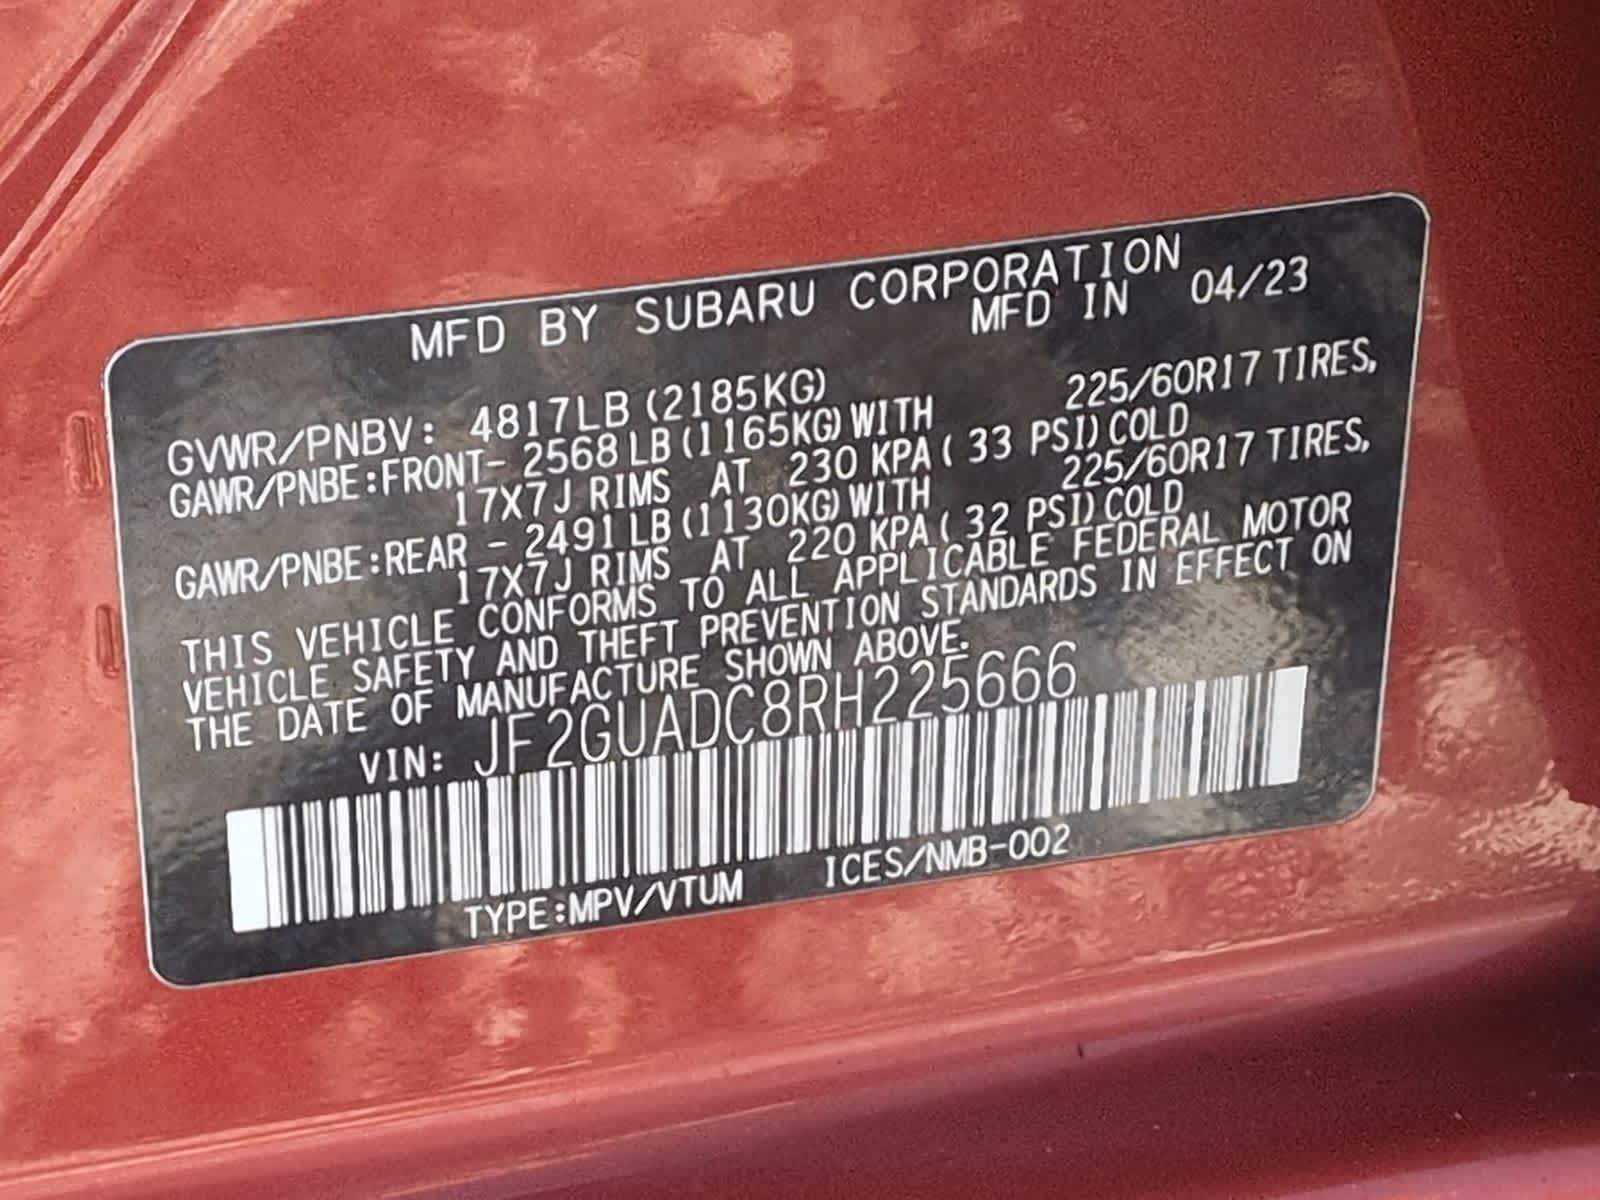 MFD BY SUBARU CORPORATION
MFD IN 04/23
GVWR/PNBV: 4817LB (2185KG)
GAWR/PNBE:FRONT- 2568 LB (1165KG) WITH 225/60R17 TIRES,
17X7J RIMS AT 230 KPA ( 33 PSI) COLD
GAWR/PNBE:REAR - 2491 LB (1130KG) WITH 225/60R17 TIRES,
17X7J RIMS AT 220 KPA ( 32 PSI) COLD
THIS VEHICLE CONFORMS TO ALL APPLICABLE FEDERAL MOTOR
VEHICLE SAFETY AND THEFT PREVENTION STANDARDS IN EFFECT ON
THE DATE OF MANUFACTURE SHOWN ABOVE.
VIN: JF2GUADC8RH225666
TYPE:MPV/VTUM ICES/NMB-002